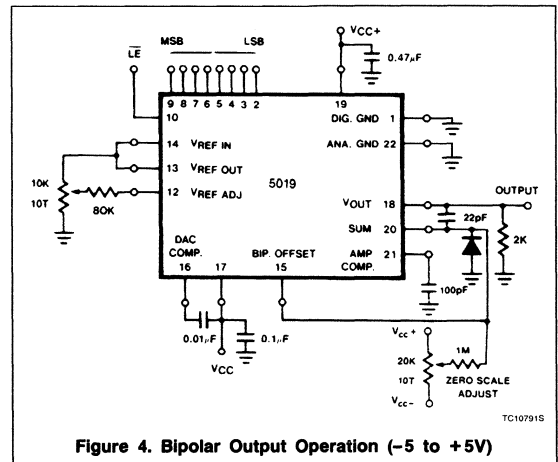 VCC+
LE MSB LSB
0.47μF
9 8 7 6 5 4 3 2 19
10 DIG. GND 1
14 VREF IN ANA. GND 22
13 VREF OUT
10K
10T
12 VREF ADJ 5019
80K
OUTPUT
VOUT 18
22pF
SUM 20 2K
DAC
COMP. BIP. OFFSET AMP
COMP. 21
16 17 15
100pF
0.01μF 0.1μF
VCC
VCC+
20K
10T
1M
ZERO SCALE
ADJUST
VCC-
TC10791S
Figure 4. Bipolar Output Operation (−5 to +5V)